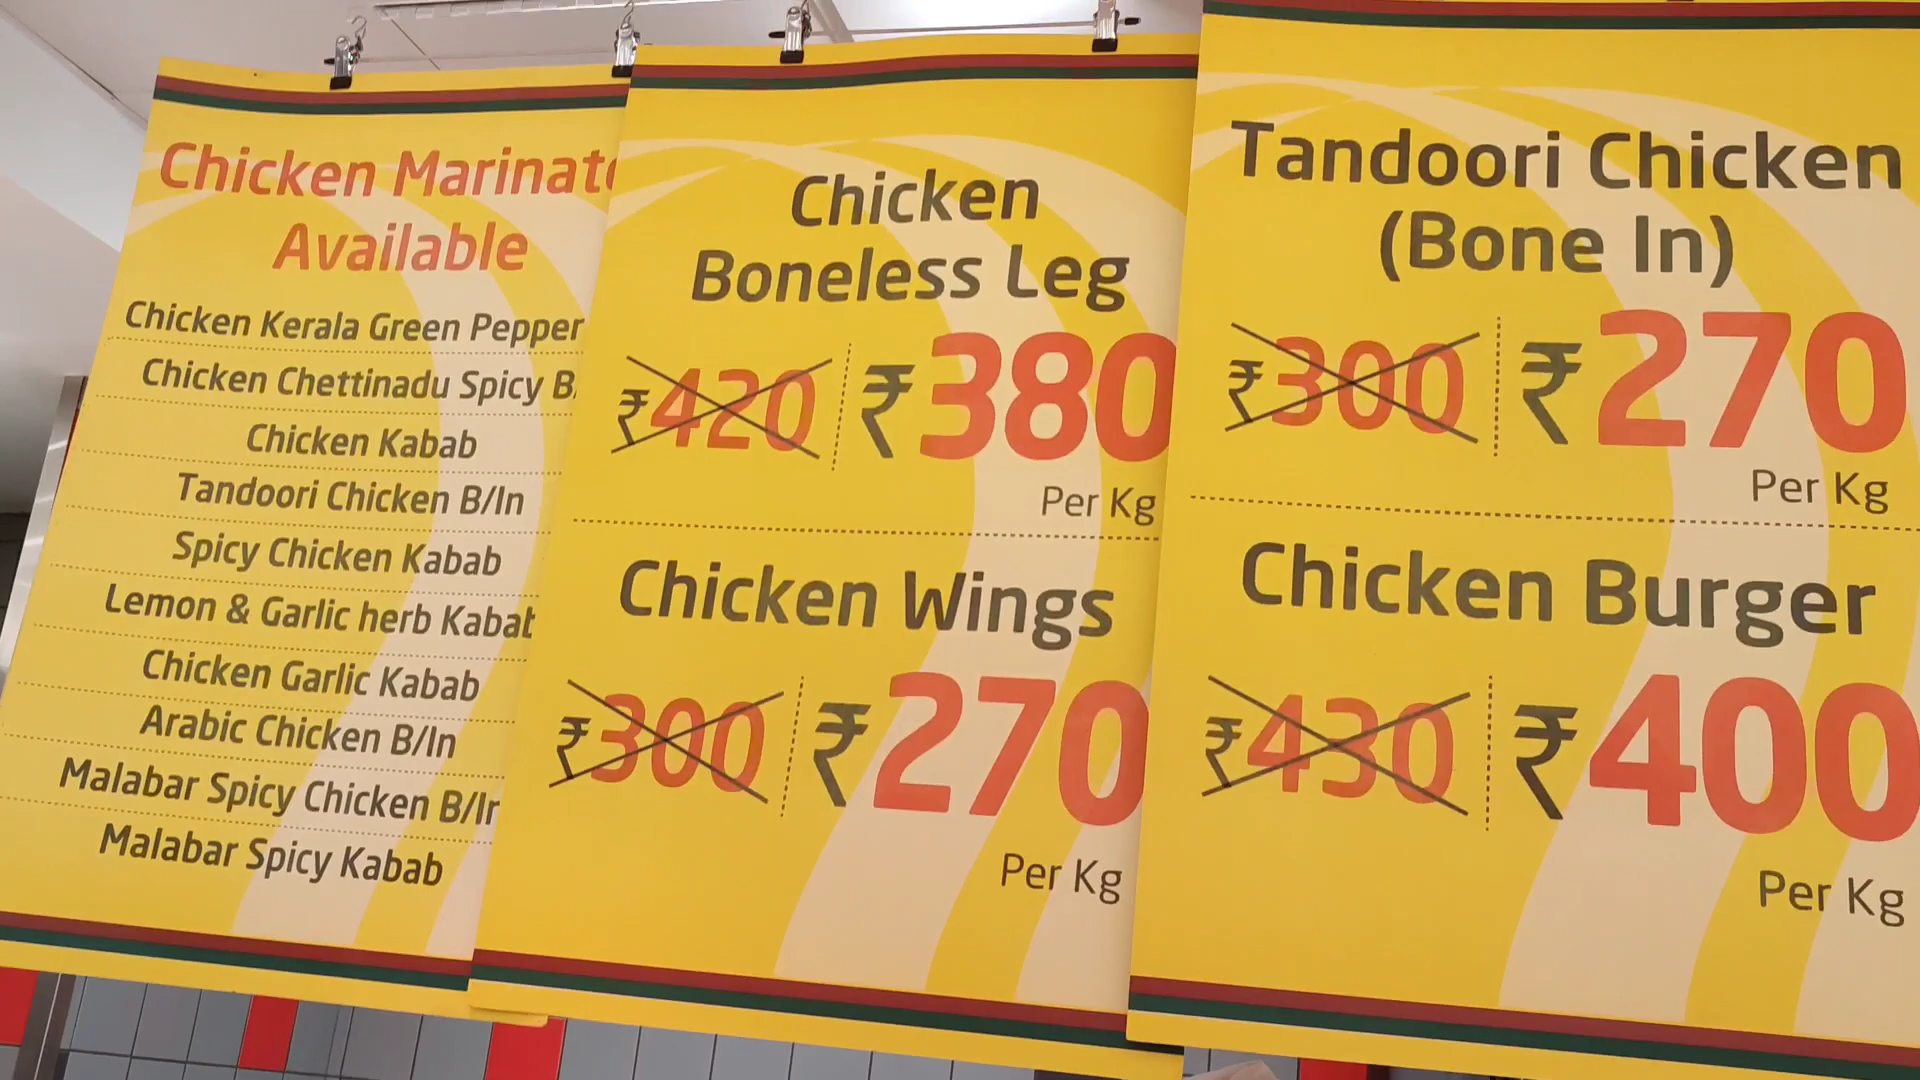 Chicken Marinat
Available
Chicken Kerala Green Pepper
Chicken Chettinadu Spicy B
Chicken Kabab
Tandoori Chicken B/In
Spicy Chicken Kabab
Lemon & Garlic herb Kabab
Chicken Garlic Kabab
Arabic Chicken B/In
Malabar Spicy Chicken B/In
Malabar Spicy Kabab
Chicken
Boneless Leg
₹420 ₹380
Per Kg
Chicken Wings
₹300 ₹270
Per Kg
Tandoori Chicken
(Bone In)
₹300 ₹270
Per Kg
Chicken Burger
₹430 ₹400
Per Kg